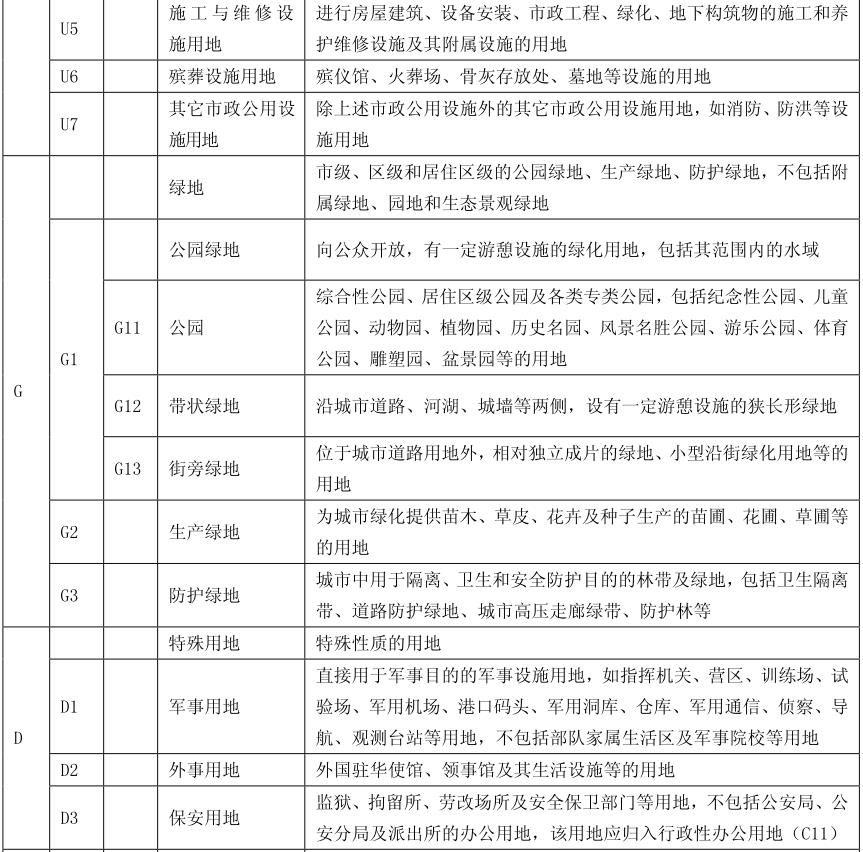 U5
施工与维修设
施用地
进行房屋建筑、设备安装、市政工程、绿化、地下构筑物的施工和养
护维修设施及其附属设施的用地
U6
殡葬设施用地
殡仪馆、火葬场、骨灰存放处、墓地等设施的用地
U7
其它市政公用设
施用地
除上述市政公用设施外的其它市政公用设施用地，如消防、防洪等设
施用地
G
绿地
市级、区级和居住区级的公园绿地、生产绿地、防护绿地，不包括附
属绿地、园地和生态景观绿地
G1
公园绿地
向公众开放，有一定游憩设施的绿化用地，包括其范围内的水域
G11
公园
综合性公园、居住区级公园及各类专类公园，包括纪念性公园、儿童
公园、动物园、植物园、历史名园、风景名胜公园、游乐公园、体育
公园、雕塑园、盆景园等的用地
G12
带状绿地
沿城市道路、河湖、城墙等两侧，设有一定游憩设施的狭长形绿地
G13
街旁绿地
位于城市道路用地外，相对独立成片的绿地、小型沿街绿化用地等的
用地
G2
生产绿地
为城市绿化提供苗木、草皮、花卉及种子生产的苗圃、花圃、草圃等
的用地
G3
防护绿地
城市中用于隔离、卫生和安全防护目的的林带及绿地，包括卫生隔离
带、道路防护绿地、城市高压走廊绿带、防护林等
D
特殊用地
特殊性质的用地
D1
军事用地
直接用于军事目的的军事设施用地，如指挥机关、营区、训练场、试
验场、军用机场、港口码头、军用洞库、仓库、军用通信、侦察、导
航、观测台站等用地，不包括部队家属生活区及军事院校等用地
D2
外事用地
外国驻华使馆、领事馆及其生活设施等的用地
D3
保安用地
监狱、拘留所、劳改场所及安全保卫部门等用地，不包括公安局、公
安分局及派出所的办公用地，该用地应归入行政性办公用地（C11）